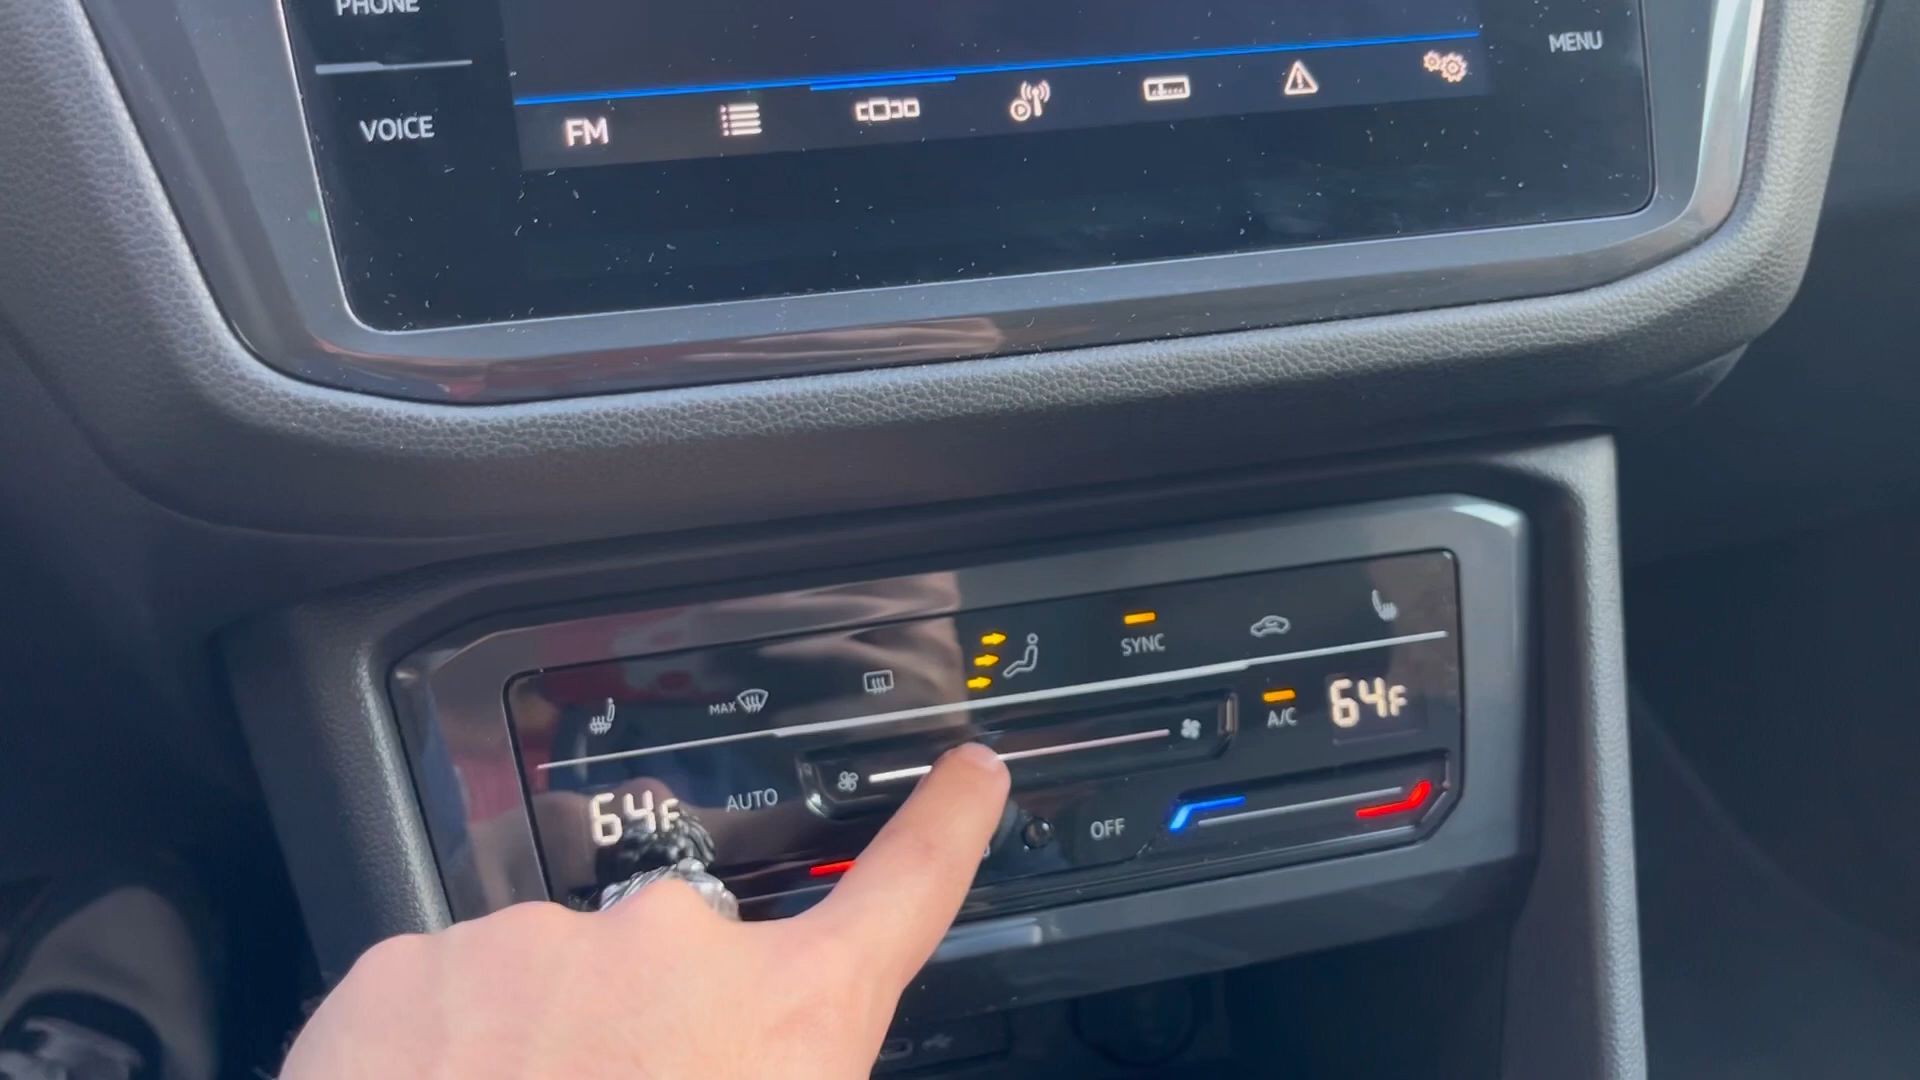 PHONE
VOICE
MENU
FM
SYNC
MAX
A/C
64F
64F
AUTO
OFF